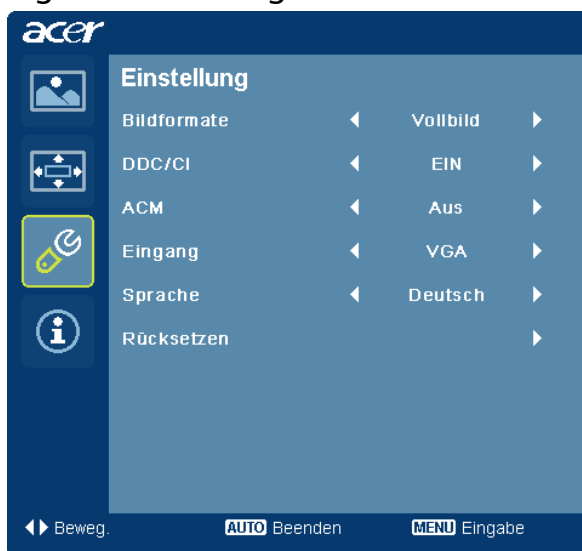 acer
Einstellung
Bildformate Vollbild
DDC/CI EIN
ACM Aus
Eingang VGA
Sprache Deutsch
Rücksetzen
Beweg. AUTO Beenden MENU Eingabe